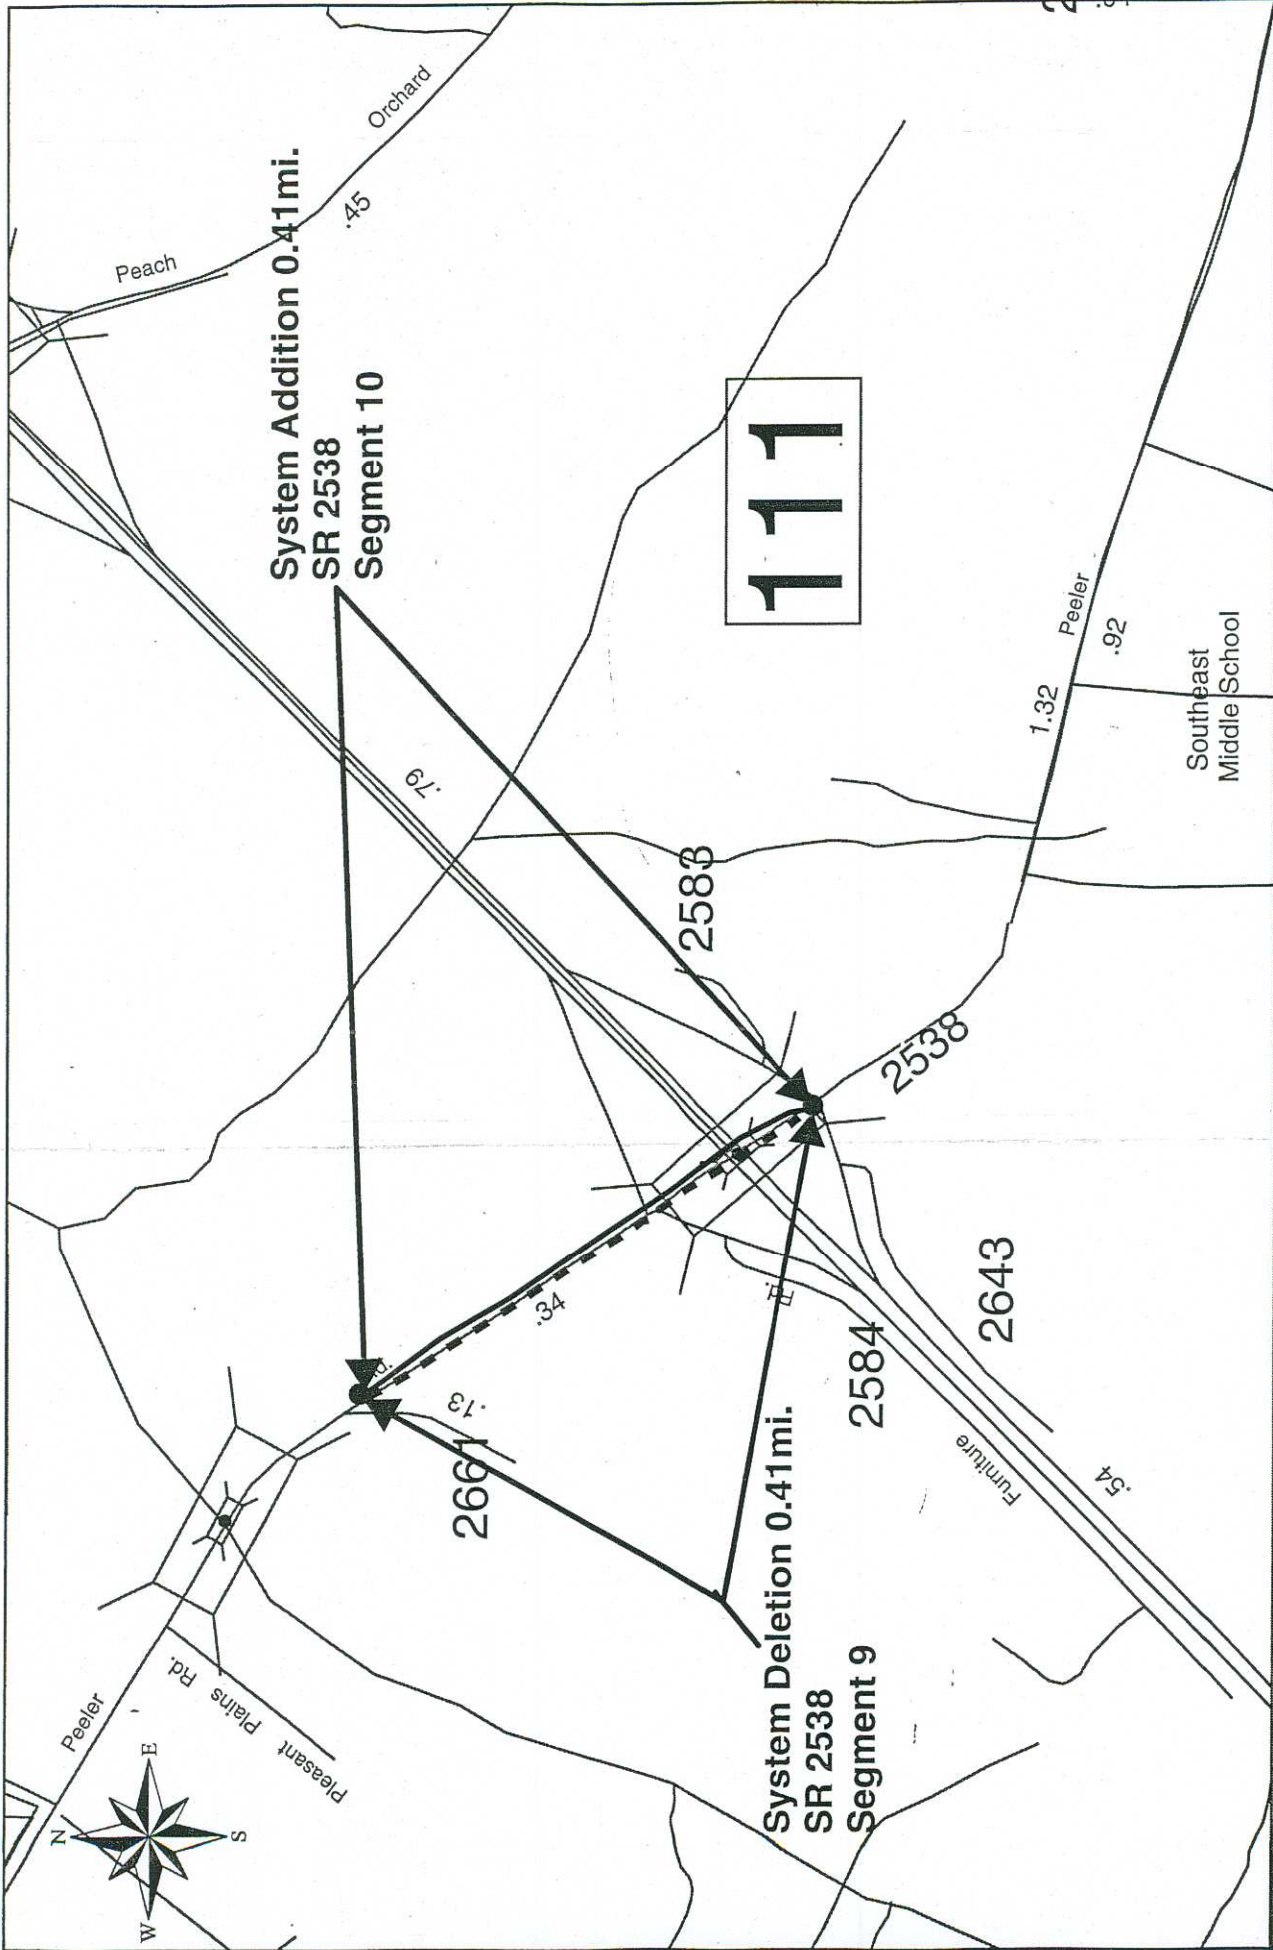 System Addition 0.41mi.
SR 2538
Segment 10
Peach
Orchard
.45
.79
111
2583
2538
Peeler
1.32
.92
Southeast
Middle School
.34
Rd.
2661
.13
2584
2643
Furniture
.54
System Deletion 0.41mi.
SR 2538
Segment 9
Peeler
Pleasant Plains Rd.
N
E
S
W